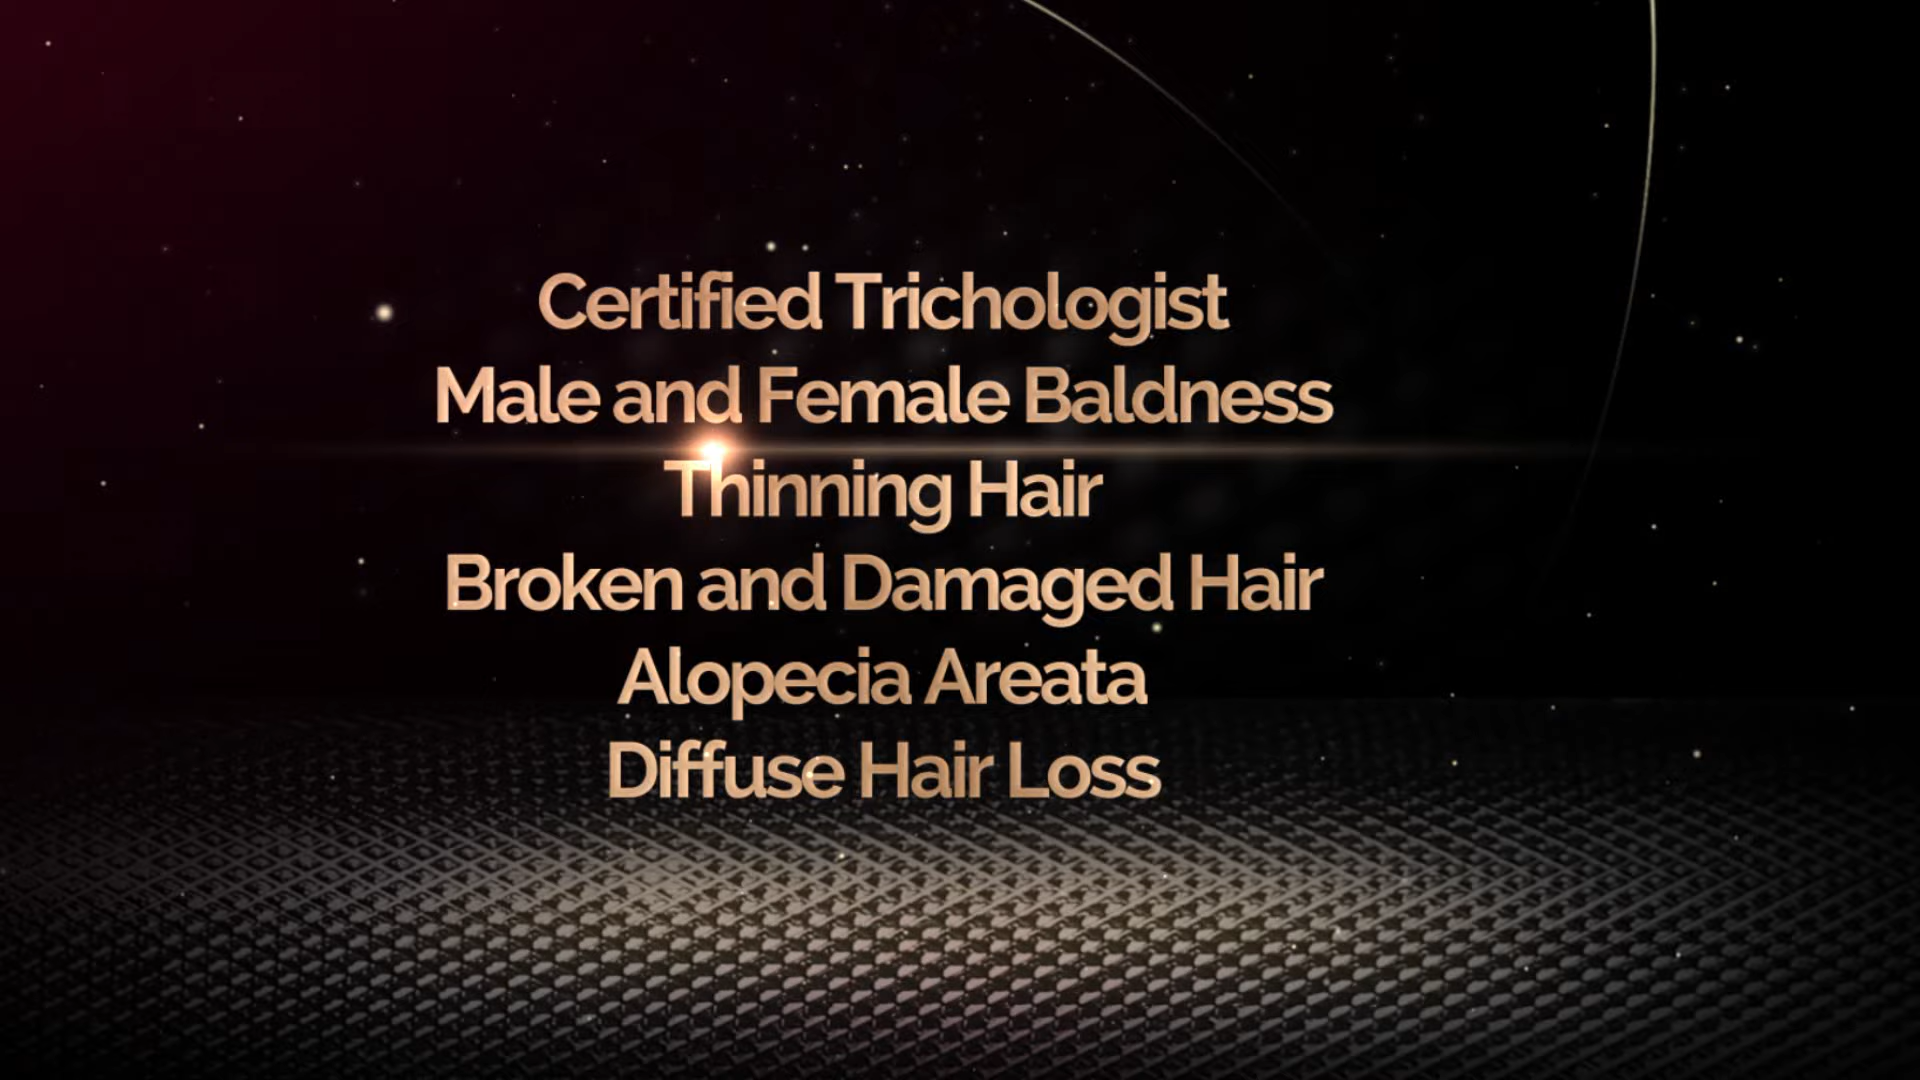 Certified Trichologist
Male and Female Baldness
Thinning Hair
Broken and Damaged Hair
Alopecia Areata
Diffuse Hair Loss